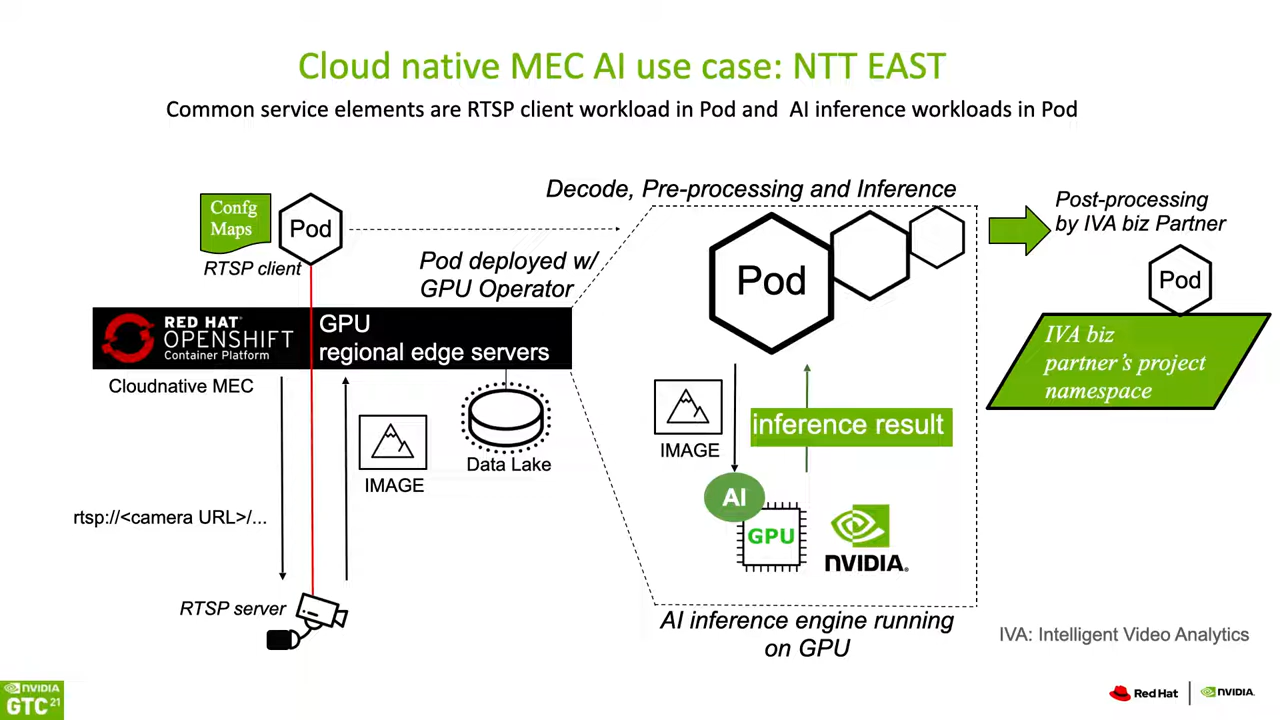 Cloud native MEC AI use case: NTT EAST
Common service elements are RTSP client workload in Pod and AI inference workloads in Pod
Confg
Maps
Pod
RTSP client
Pod deployed w/
GPU Operator
RED HAT®
OPENSHIFT
Container Platform
GPU
regional edge servers
Cloudnative MEC
IMAGE
Data Lake
rtsp://<camera URL>/...
RTSP server
Decode, Pre-processing and Inference
Pod
IMAGE
inference result
AI
GPU
NVIDIA.
AI inference engine running
on GPU
Post-processing
by IVA biz Partner
Pod
IVA biz
partner's project
namespace
IVA: Intelligent Video Analytics
NVIDIA
GTC 21
Red Hat
NVIDIA.